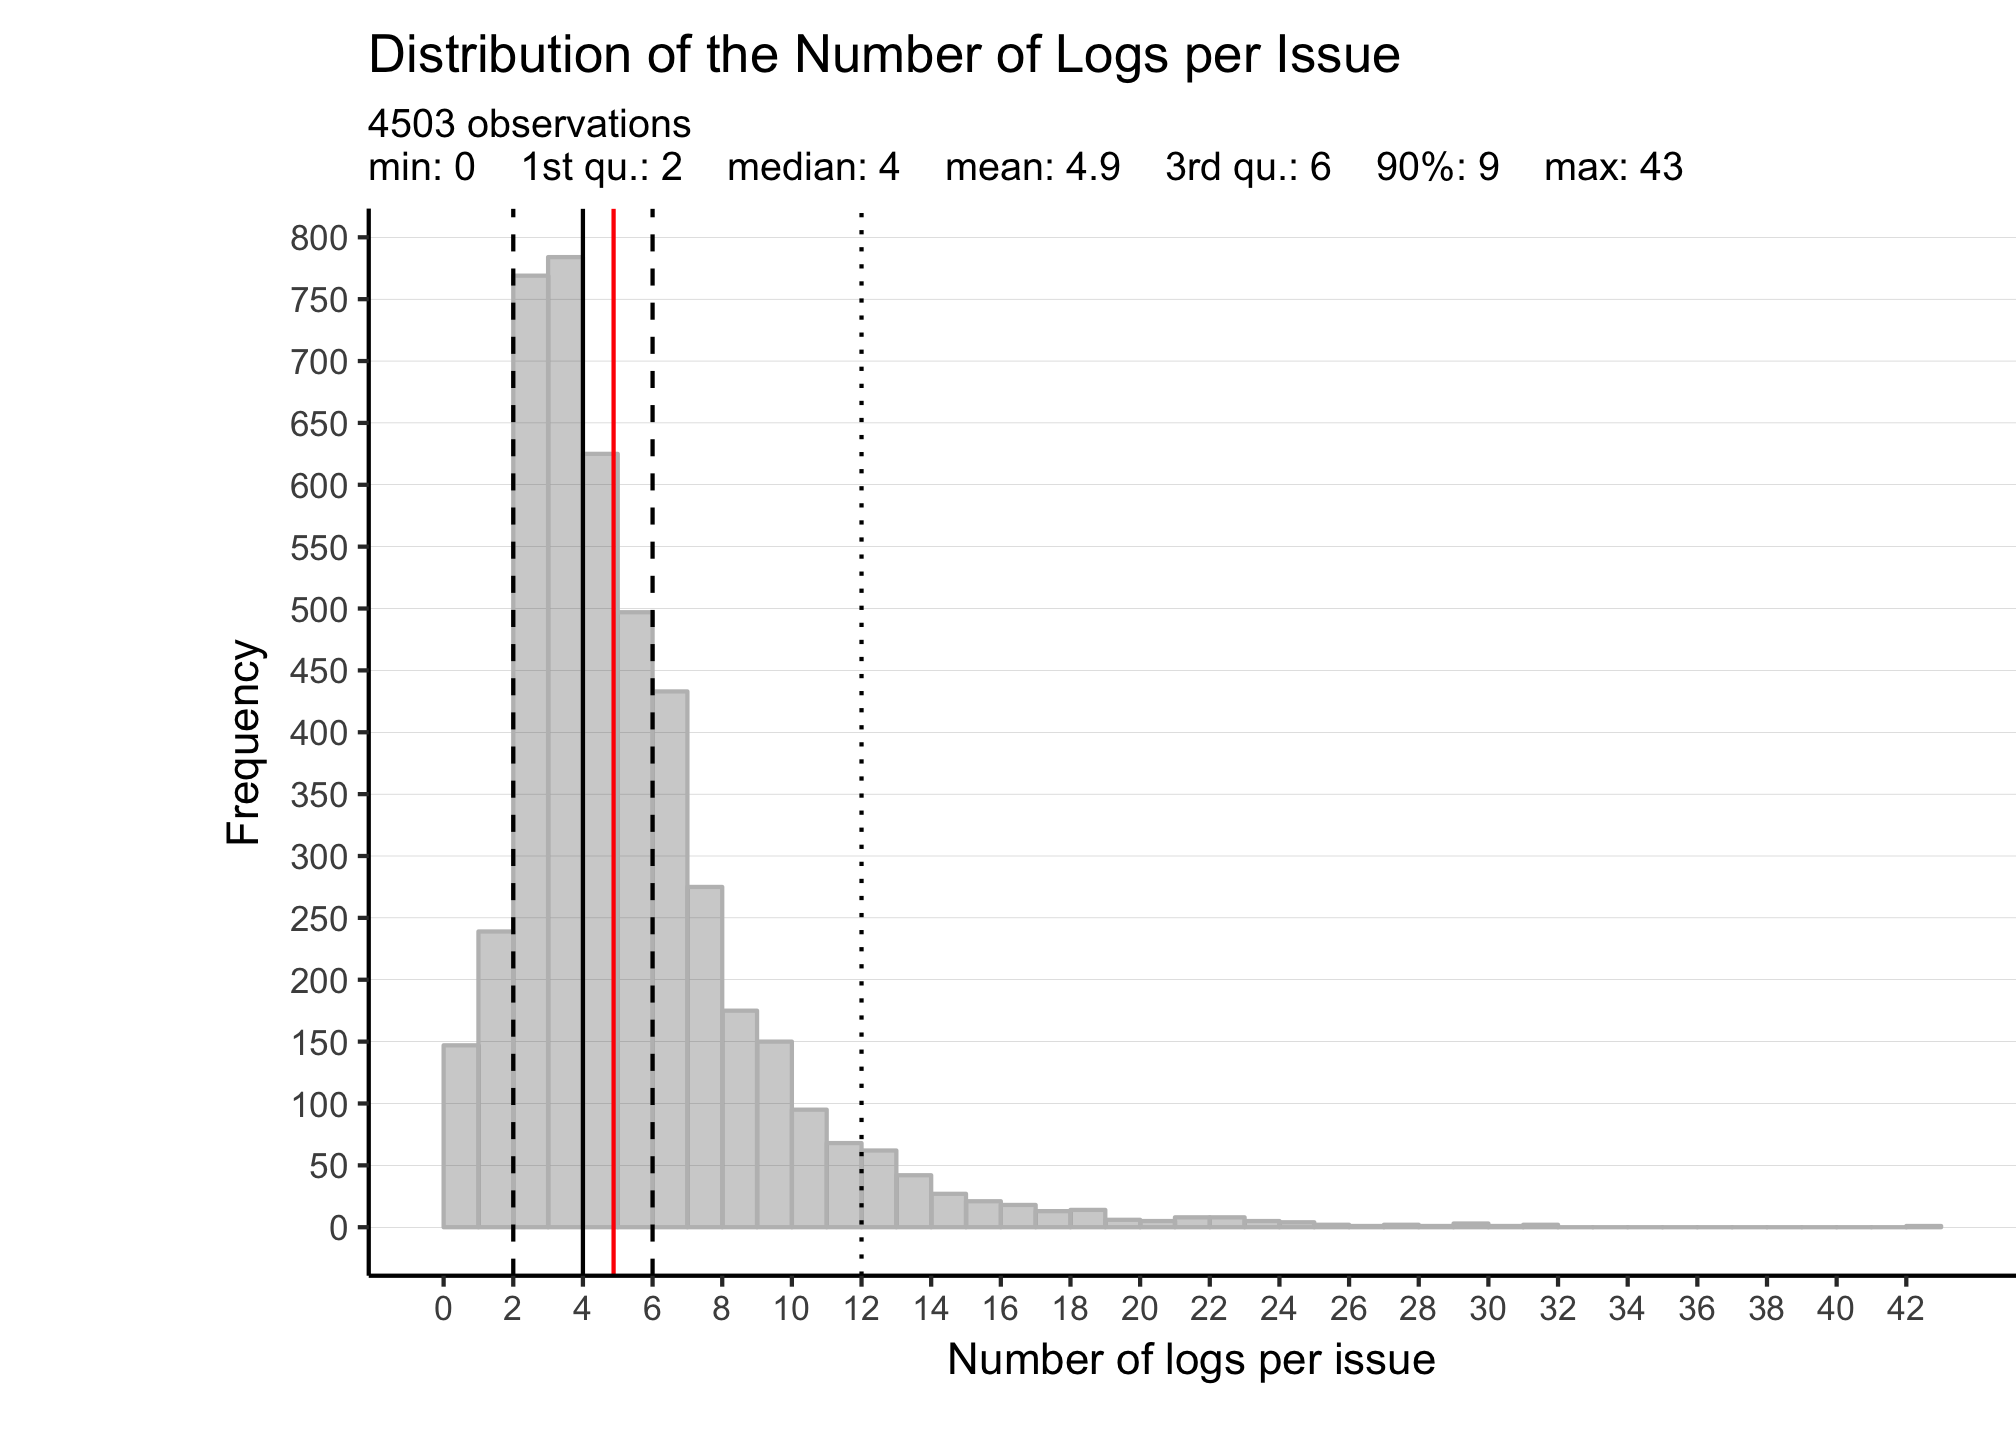 Distribution of the Number of Logs per Issue
4503 observations
min: 0 1st qu.: 2 median: 4 mean: 4.9 3rd qu.: 6 90%: 9 max: 43
800
750
700
650
600
550
500
450
400
350
300
250
200
150
100
50
0
Frequency
0 2 4 6 8 10 12 14 16 18 20 22 24 26 28 30 32 34 36 38 40 42
Number of logs per issue